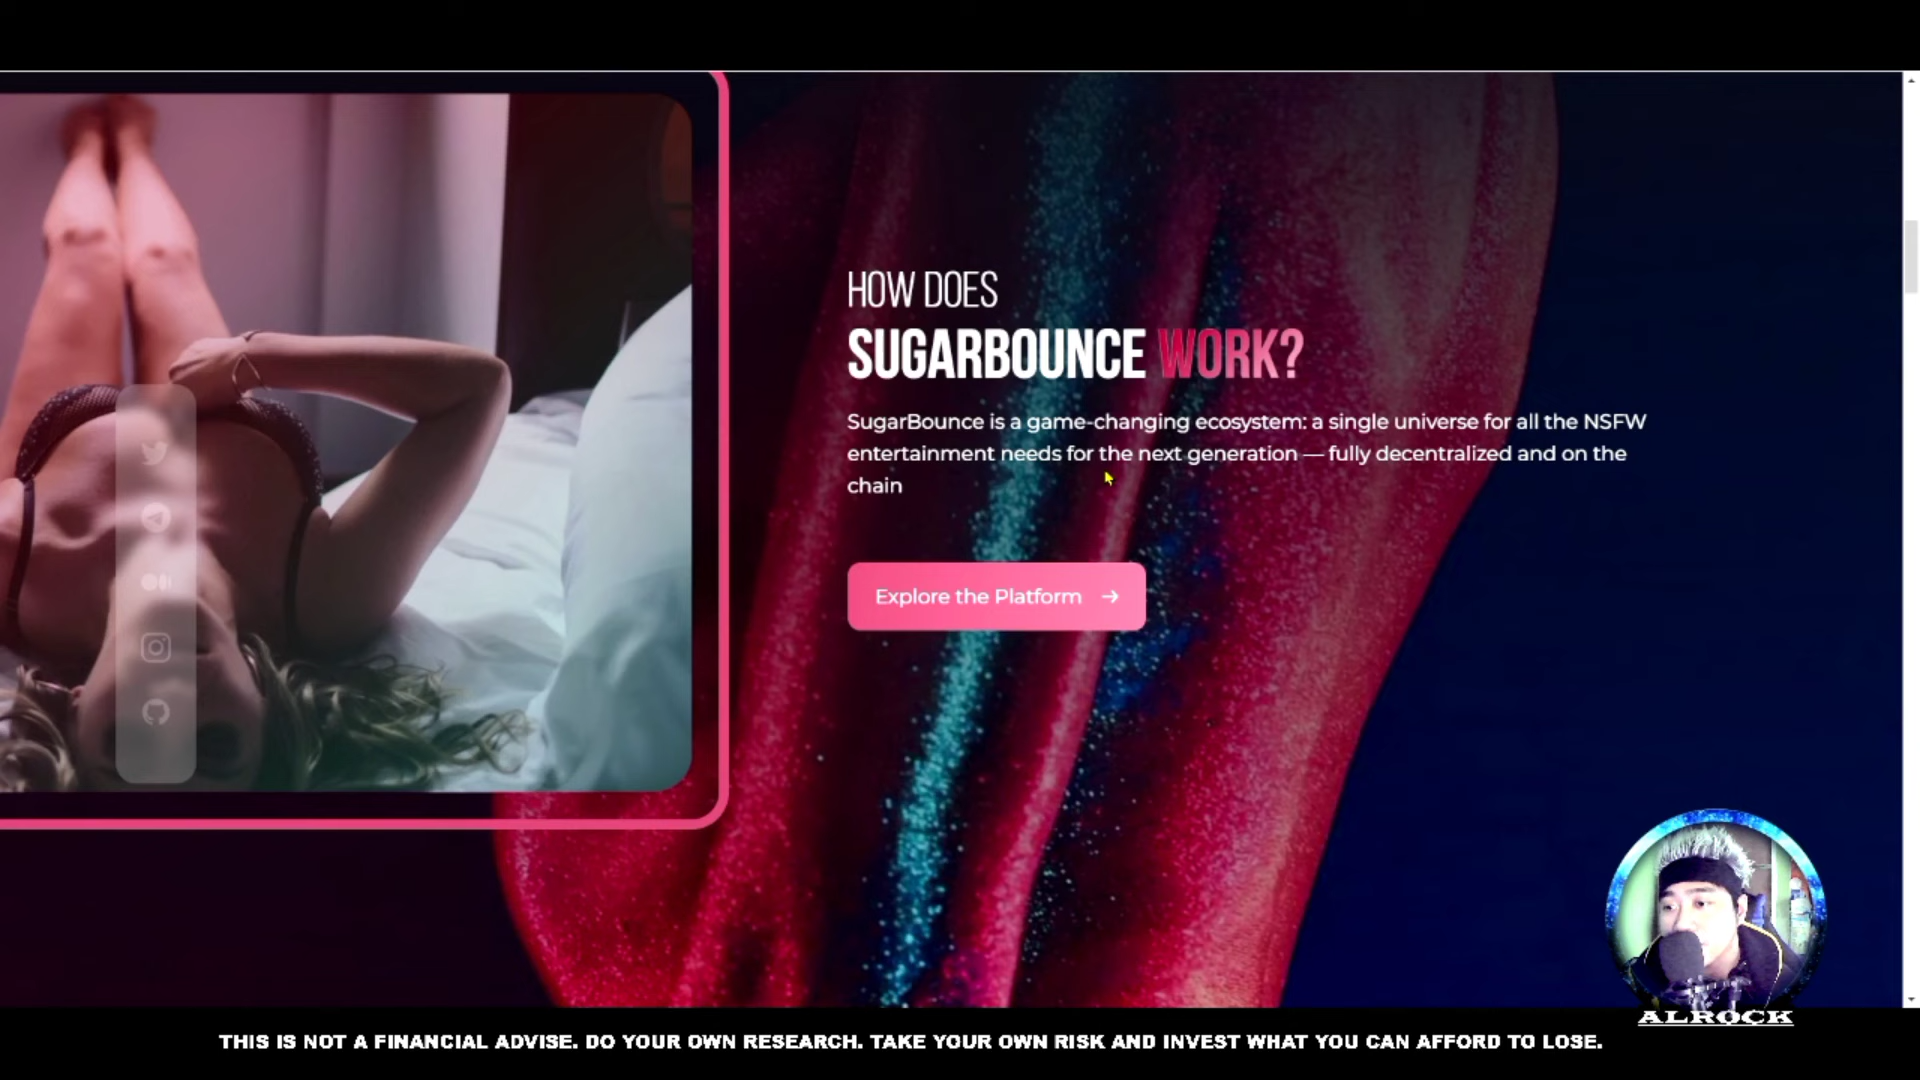 HOW DOES
SUGARBOUNCE WORK?
SugarBounce is a game-changing ecosystem: a single universe for all the NSFW
entertainment needs for the next generation — fully decentralized and on the
chain
Explore the Platform
ALROCK
THIS IS NOT A FINANCIAL ADVISE. DO YOUR OWN RESEARCH. TAKE YOUR OWN RISK AND INVEST WHAT YOU CAN AFFORD TO LOSE.